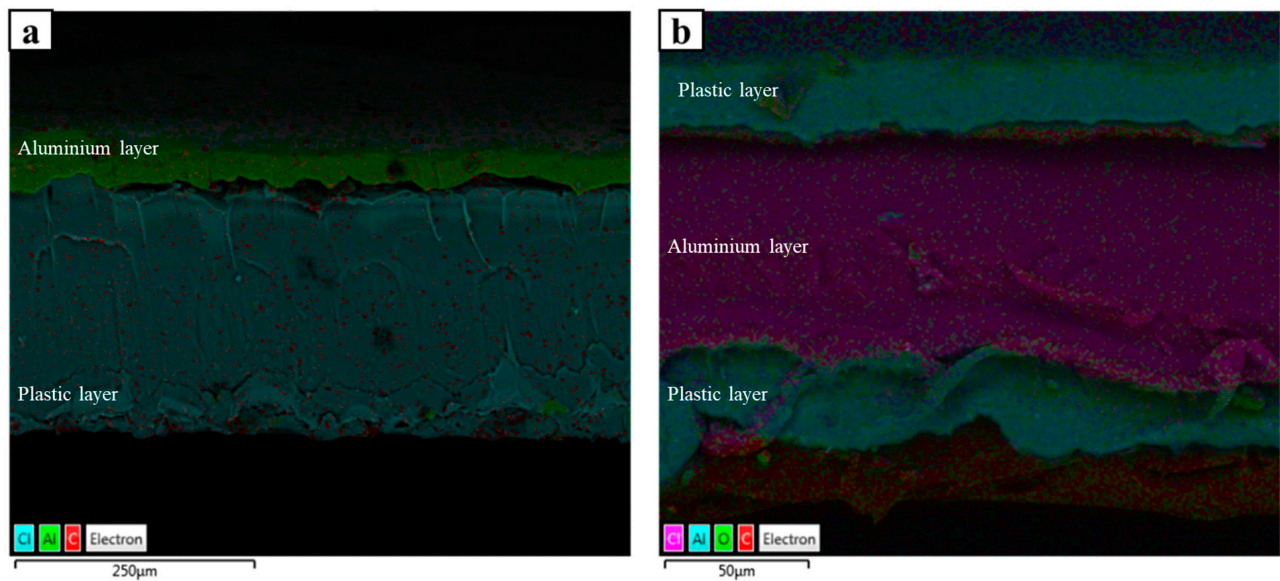 a
Aluminium layer
Plastic layer
Cl Al C Electron
250μm
b
Plastic layer
Aluminium layer
Plastic layer
Cl Al O C Electron
50μm